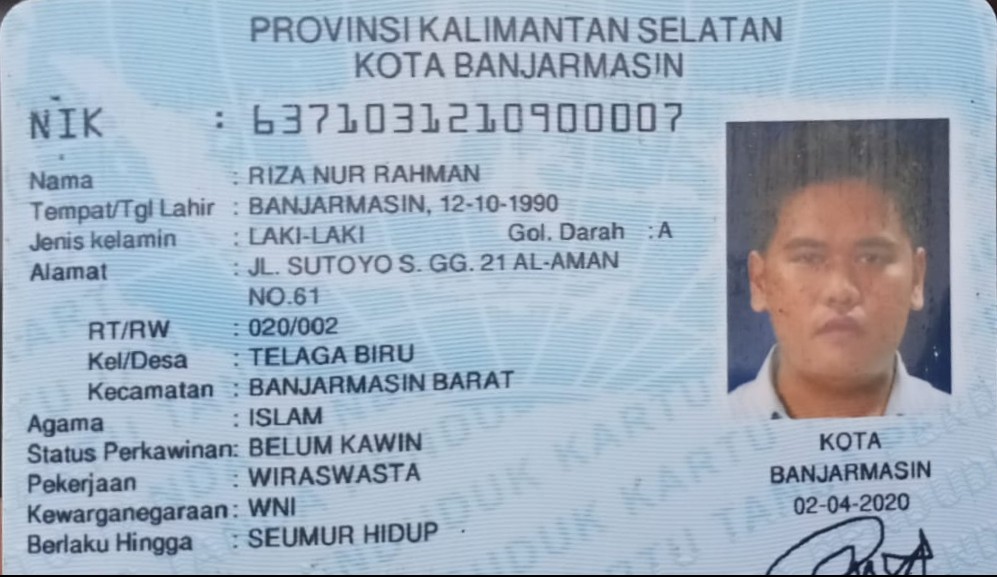 PROVINSI KALIMANTAN SELATAN
KOTA BANJARMASIN
NIK : 6371031210900007
Nama : RIZA NUR RAHMAN
Tempat/Tgl Lahir : BANJARMASIN, 12-10-1990
Jenis kelamin : LAKI-LAKI Gol. Darah : A
Alamat : JL. SUTOYO S. GG. 21 AL-AMAN
NO.61
RT/RW : 020/002
Kel/Desa : TELAGA BIRU
Kecamatan : BANJARMASIN BARAT
Agama : ISLAM
Status Perkawinan: BELUM KAWIN
Pekerjaan : WIRASWASTA
Kewarganegaraan: WNI
Berlaku Hingga : SEUMUR HIDUP
KOTA
BANJARMASIN
02-04-2020